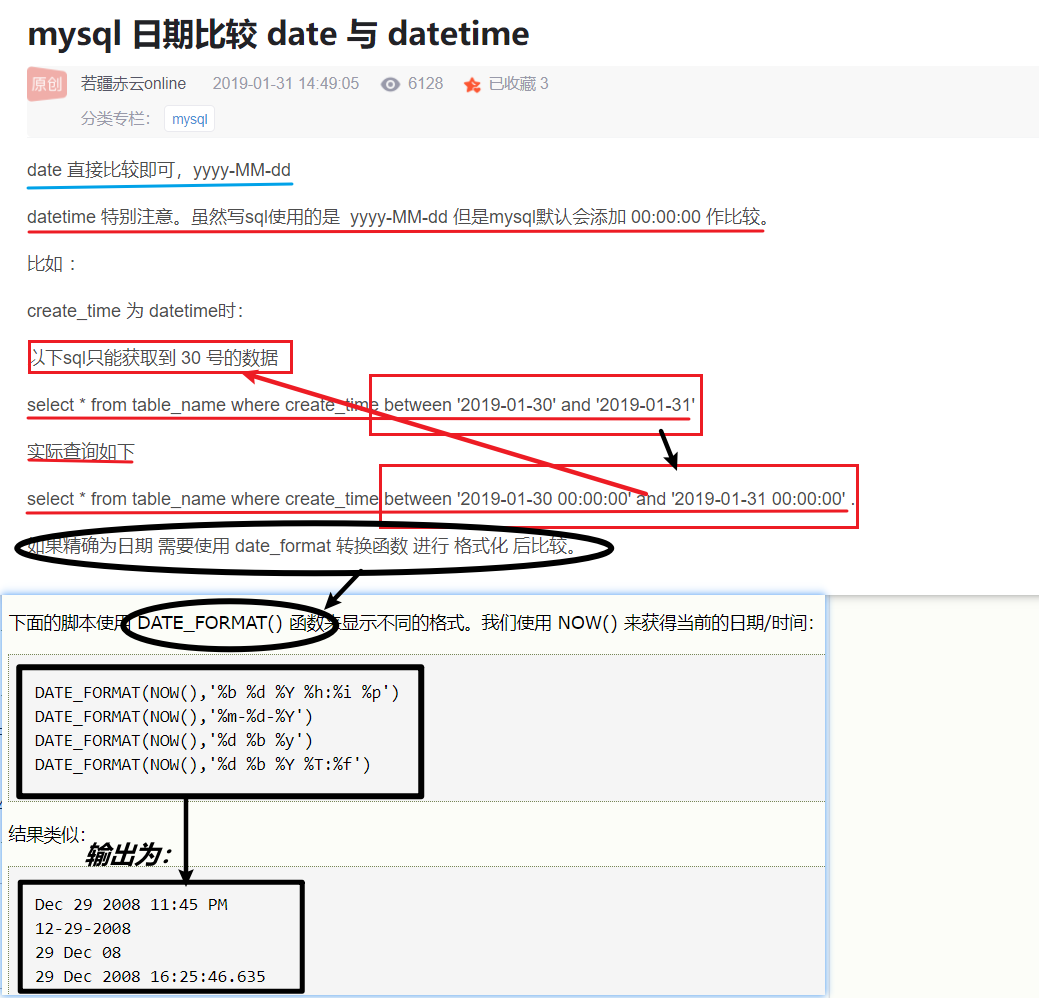 mysql 日期比较 date 与 datetime
原创 若疆赤云online 2019-01-31 14:49:05 6128 已收藏 3
分类专栏： mysql
date 直接比较即可，yyyy-MM-dd
datetime 特别注意。虽然写sql使用的是 yyyy-MM-dd 但是mysql默认会添加 00:00:00 作比较。
比如 ：
create_time 为 datetime时：
以下sql只能获取到 30 号的数据
select * from table_name where create_time between '2019-01-30' and '2019-01-31'
实际查询如下
select * from table_name where create_time between '2019-01-30 00:00:00' and '2019-01-31 00:00:00' .
如果精确为日期 需要使用 date_format 转换函数 进行 格式化 后比较。
下面的脚本使用 DATE_FORMAT() 函数来显示不同的格式。我们使用 NOW() 来获得当前的日期/时间：
DATE_FORMAT(NOW(),'%b %d %Y %h:%i %p')
DATE_FORMAT(NOW(),'%m-%d-%Y')
DATE_FORMAT(NOW(),'%d %b %y')
DATE_FORMAT(NOW(),'%d %b %Y %T:%f')
结果类似：
输出为：
Dec 29 2008 11:45 PM
12-29-2008
29 Dec 08
29 Dec 2008 16:25:46.635